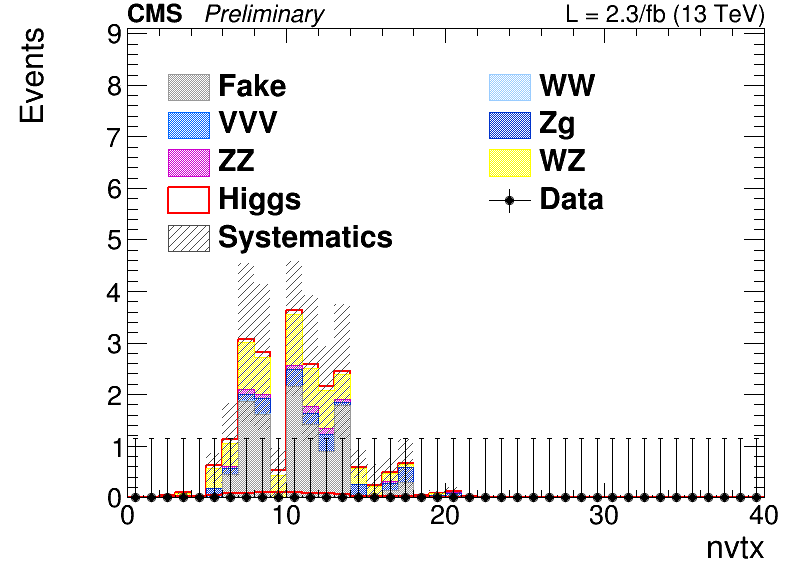 CMS Preliminary L = 2.3/fb (13 TeV)
Events
9
8
7
6
5
4
3
2
1
0
Fake WW
VVV Zg
ZZ WZ
Higgs Data
Systematics
0 10 20 30 40
nvtx